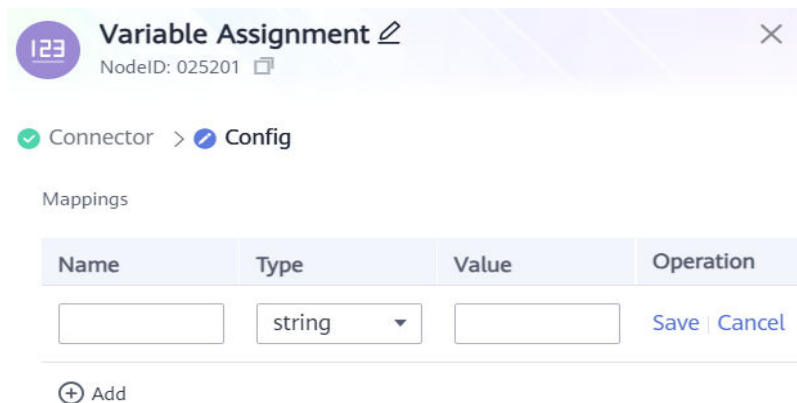 123
Variable Assignment
NodeID: 025201
Connector > Config
Mappings
Name Type Value Operation
string Save | Cancel
Add